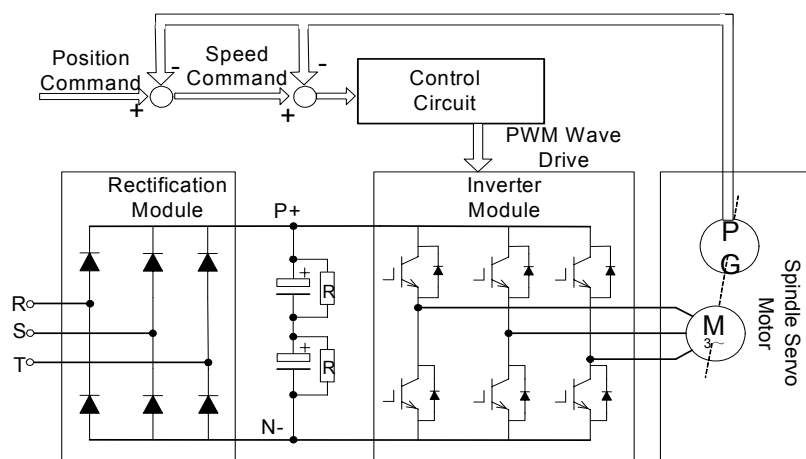 Position
Command
-
+
Speed
Command
-
+
Control
Circuit
PWM Wave
Drive
Rectification
Module
P+
Inverter
Module
P
G
Spindle Servo
Motor
+
R
R
S
T
+
R
M
3~
N-